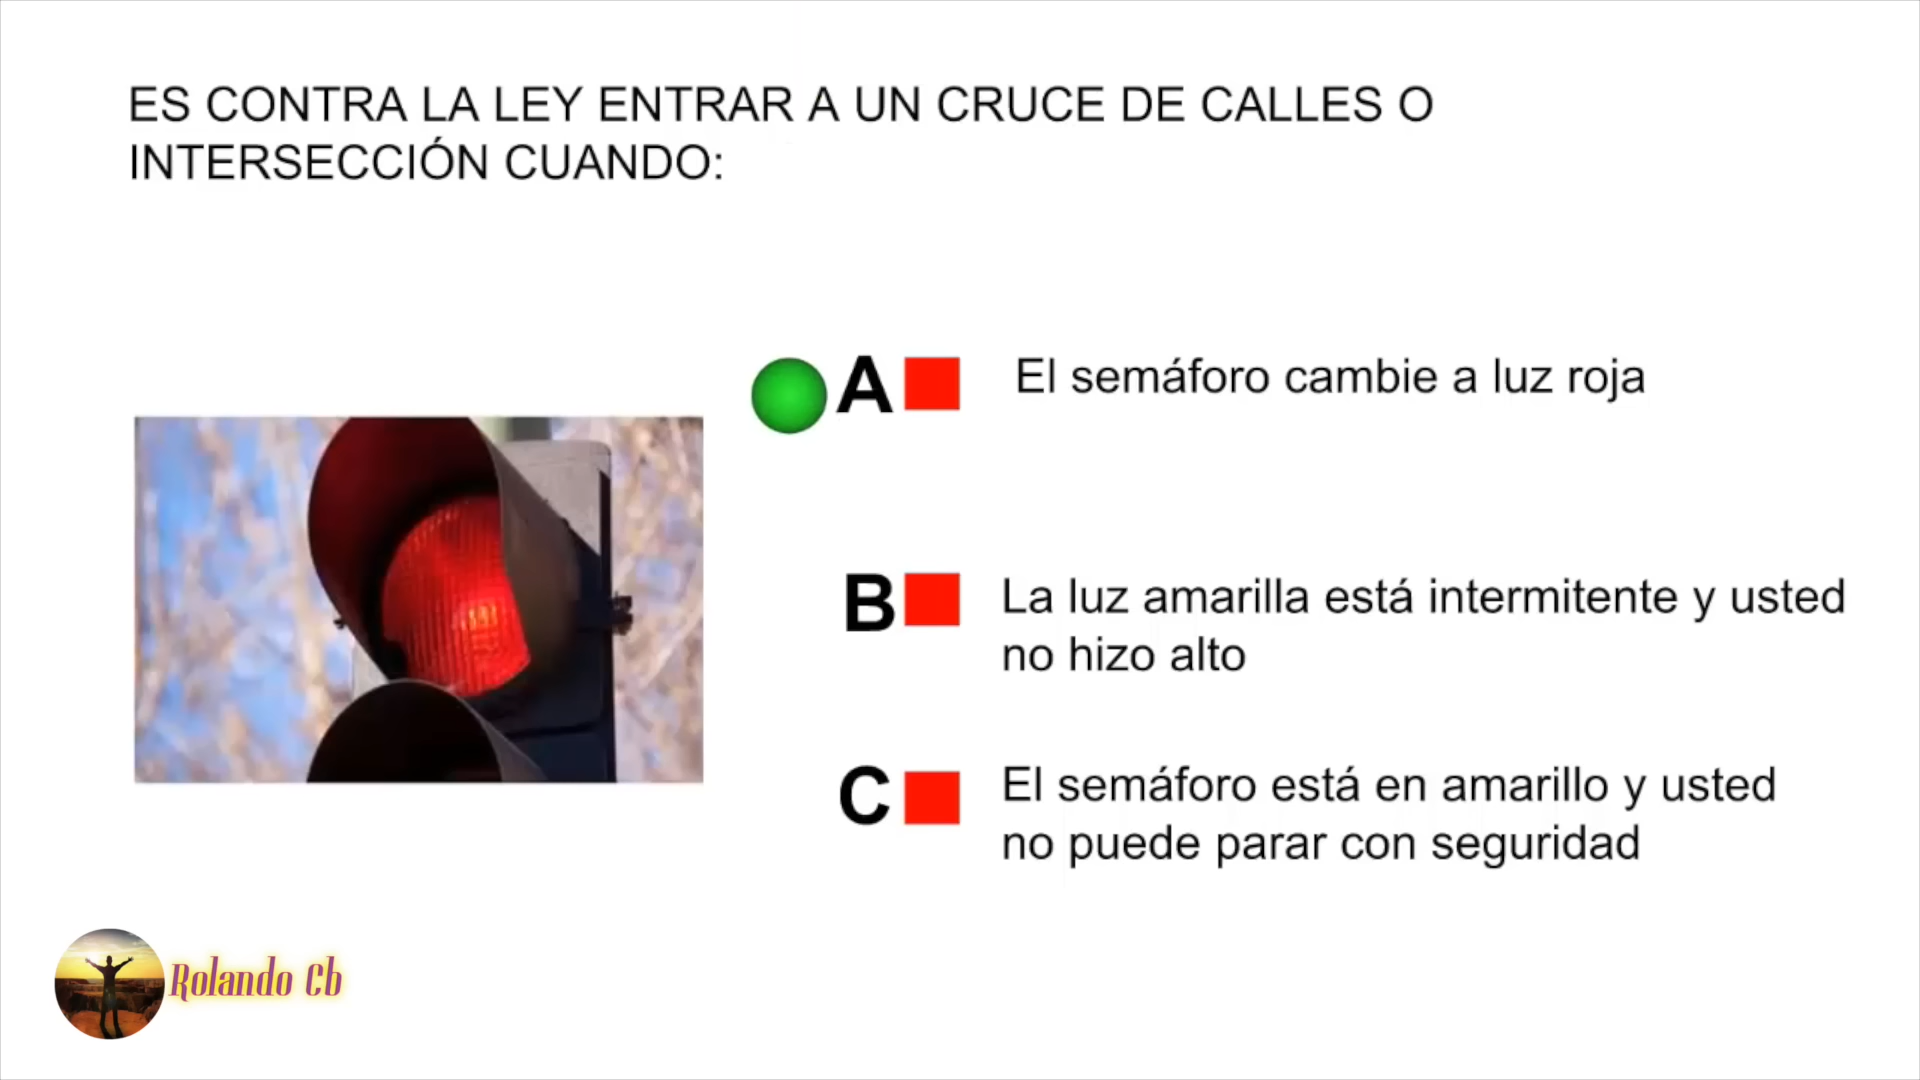 ES CONTRA LA LEY ENTRAR A UN CRUCE DE CALLES O
INTERSECCIÓN CUANDO:
A El semáforo cambie a luz roja
B La luz amarilla está intermitente y usted
no hizo alto
C El semáforo está en amarillo y usted
no puede parar con seguridad
Rolando Cb